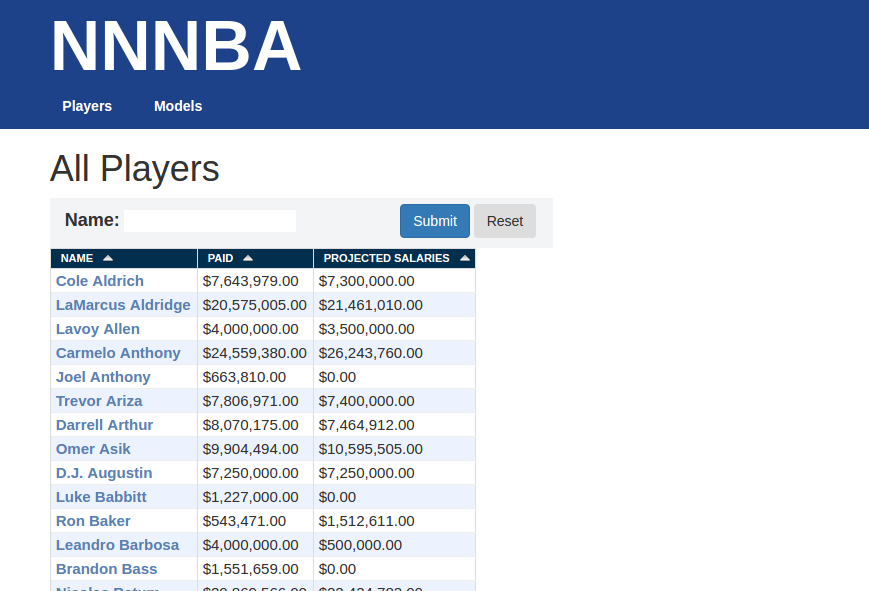 NNNBA
Players Models
All Players
Name: Submit Reset
NAME PAID PROJECTED SALARIES
Cole Aldrich $7,643,979.00 $7,300,000.00
LaMarcus Aldridge $20,575,005.00 $21,461,010.00
Lavoy Allen $4,000,000.00 $3,500,000.00
Carmelo Anthony $24,559,380.00 $26,243,760.00
Joel Anthony $663,810.00 $0.00
Trevor Ariza $7,806,971.00 $7,400,000.00
Darrell Arthur $8,070,175.00 $7,464,912.00
Omer Asik $9,904,494.00 $10,595,505.00
D.J. Augustin $7,250,000.00 $7,250,000.00
Luke Babbitt $1,227,000.00 $0.00
Ron Baker $543,471.00 $1,512,611.00
Leandro Barbosa $4,000,000.00 $500,000.00
Brandon Bass $1,551,659.00 $0.00